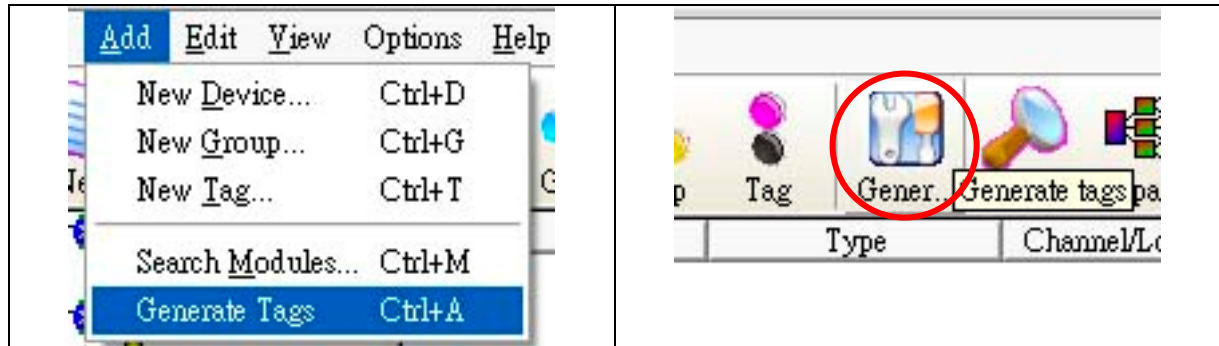 Add Edit View Options Help
New Device... Ctrl+D
New Group... Ctrl+G
New Tag... Ctrl+T
Search Modules... Ctrl+M
Generate Tags Ctrl+A
Tag Gener... Generate tags
Type Channel/Lo